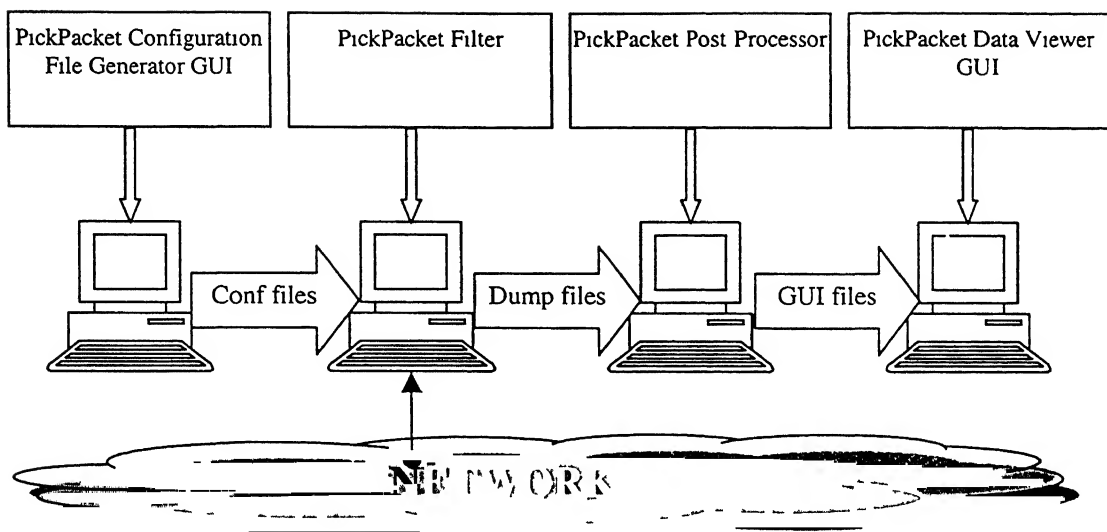 PickPacket Configuration
File Generator GUI
PickPacket Filter
PickPacket Post Processor
PickPacket Data Viewer
GUI
Conf files
Dump files
GUI files
NETWORK